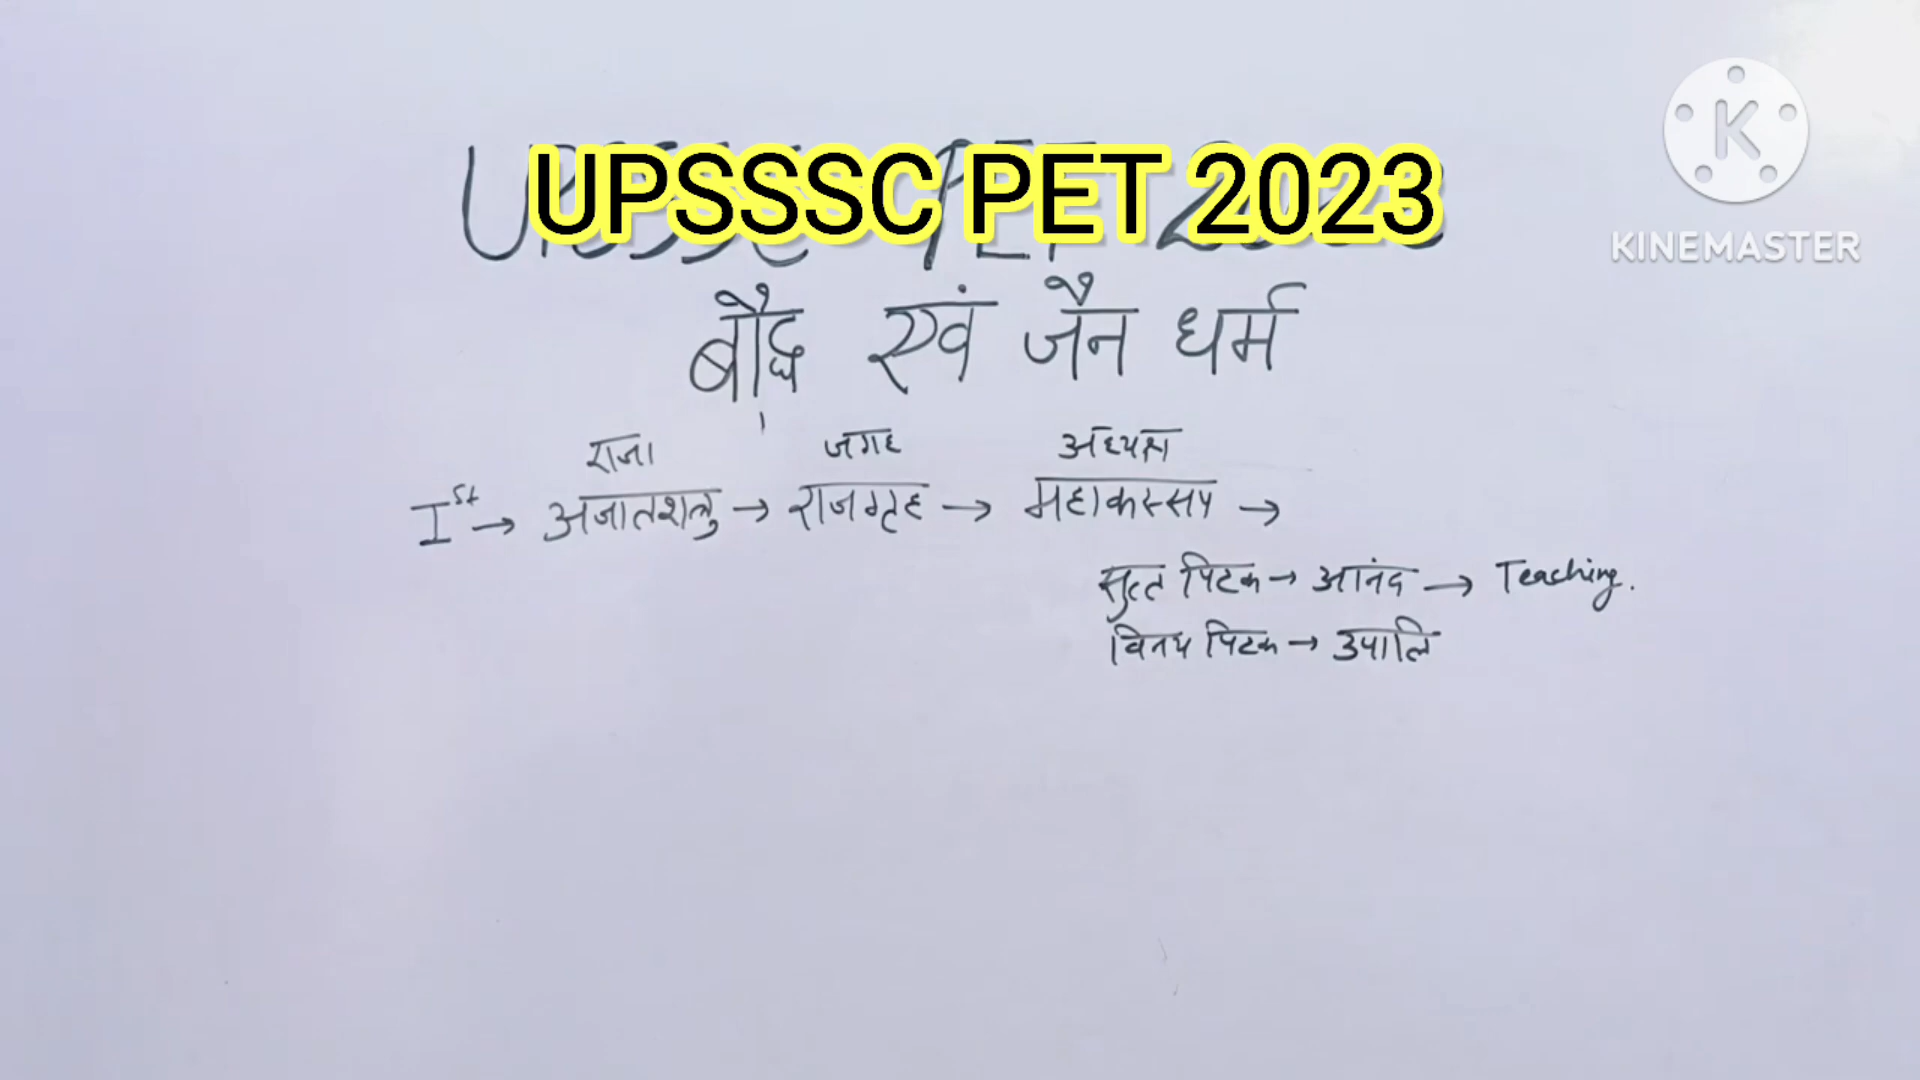 UPSSSC PET 2023
KINEMASTER
बौद्ध एवं जैन धर्म
राजा जगह अध्यक्ष
Ist → अजातशत्रु → राजगृह → महाकस्सप →
सुत्त पिटक → आनंद → Teaching.
विनय पिटक → उपालि